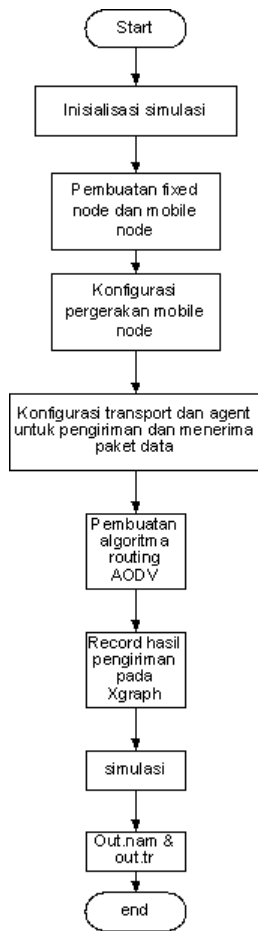 Start
Inisialisasi simulasi
Pembuatan fixed
node dan mobile
node
Konfigurasi
pergerakan mobile
node
Konfigurasi transport dan agent
untuk pengiriman dan menerima
paket data
Pembuatan
algoritma
routing
AODV
Record hasil
pengiriman
pada
Xgraph
simulasi
Out.nam &
out.tr
end